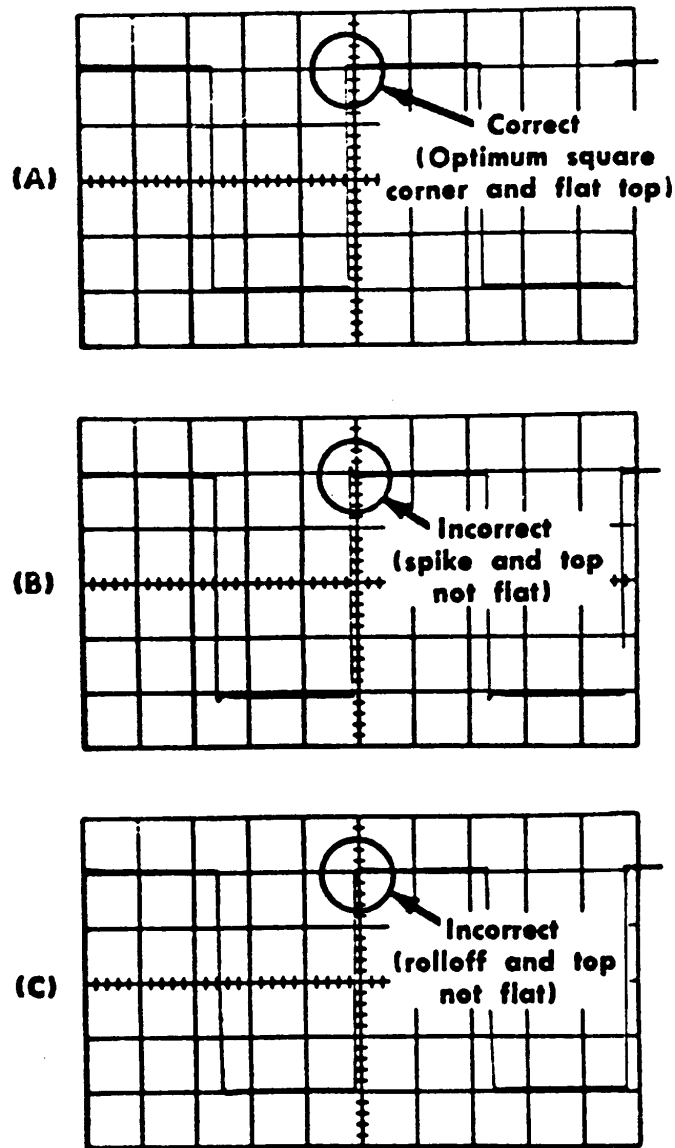 (A)
Correct
(Optimum square
corner and flat top)
(B)
Incorrect
(spike and top
not flat)
(C)
Incorrect
(rolloff and top
not flat)